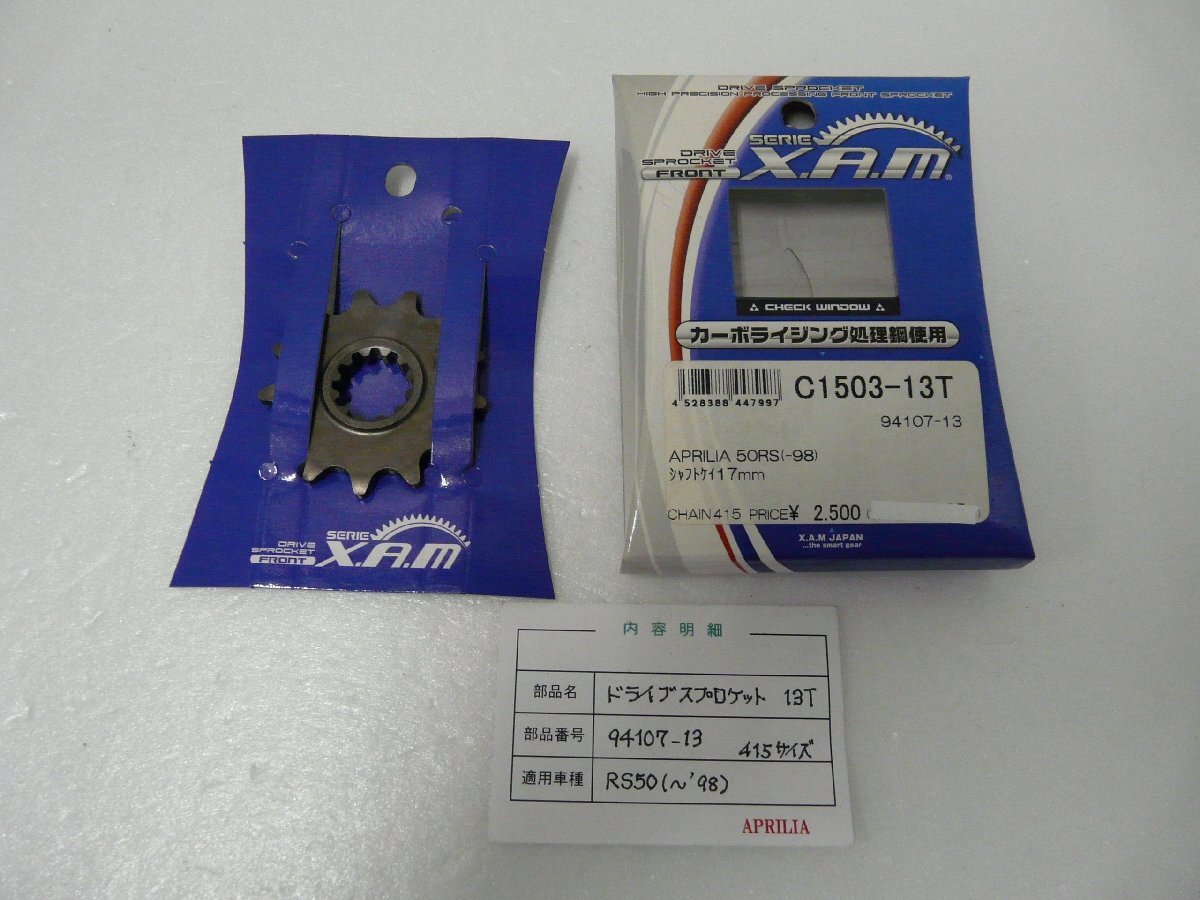 SERIE
DRIVE
SPROCKET
FRONT
X.A.M
DRIVE SPROCKET
HIGH PRECISION PROCESSING FRONT SPROCKET
SERIE
DRIVE
SPROCKET
FRONT
X.A.M®
CHECK WINDOW
カーボライジング処理鋼使用
4 528388 447997
C1503-13T
94107-13
APRILIA 50RS(-98)
シャフトケイ17mm
CHAIN415 PRICE¥ 2.500 (
X.A.M JAPAN
...the smart gear
内容明細
部品名 ドライブスプロケット 13T
部品番号 94107-13 415サイズ
適用車種 RS50(~'98)
APRILIA